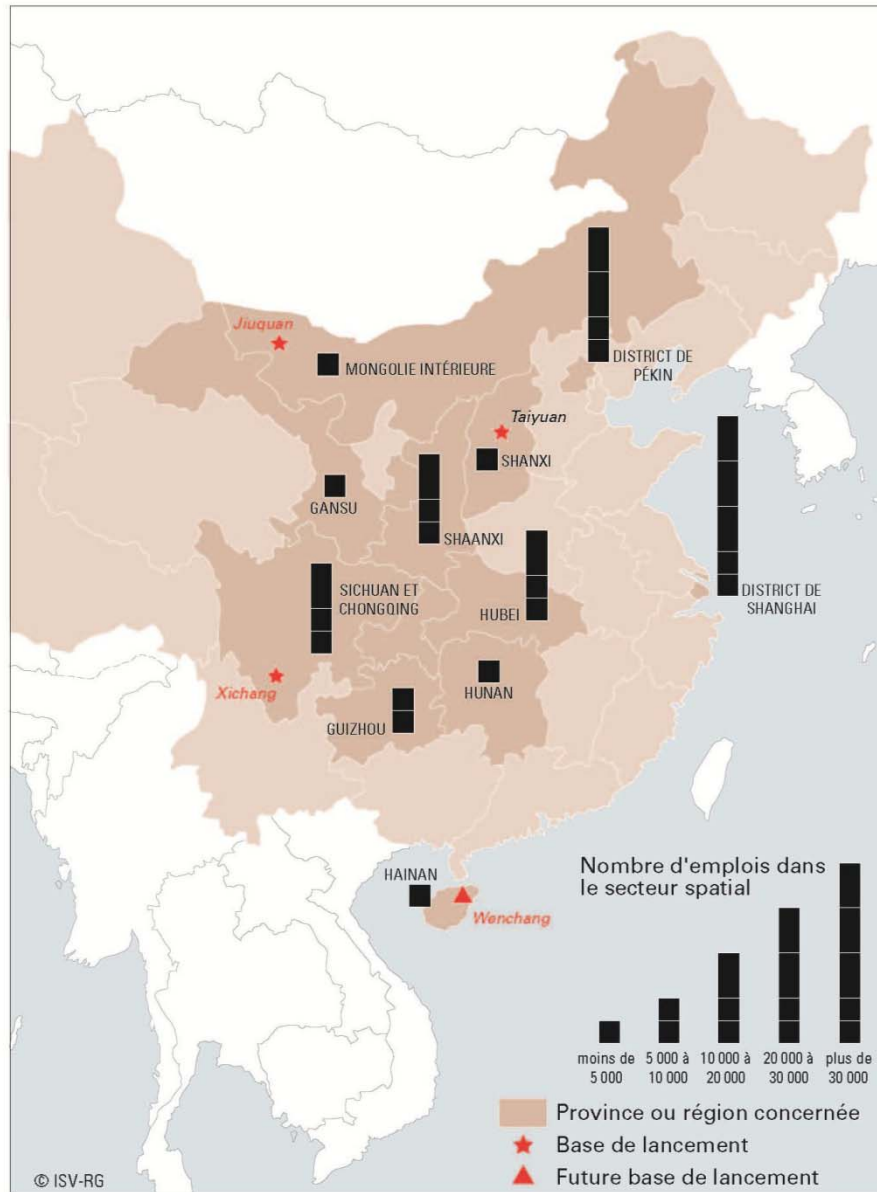 Jiuquan
MONGOLIE INTÉRIEURE
DISTRICT DE
PÉKIN
Taiyuan
SHANXI
GANSU
SHAANXI
SICHUAN ET
CHONGQING
HUBEI
DISTRICT DE
SHANGHAI
Xichang
HUNAN
GUIZHOU
HAINAN
Wenchang
Nombre d'emplois dans
le secteur spatial
moins de
5 000
5 000 à
10 000
10 000 à
20 000
20 000 à
30 000
plus de
30 000
Province ou région concernée
Base de lancement
Future base de lancement
© ISV-RG